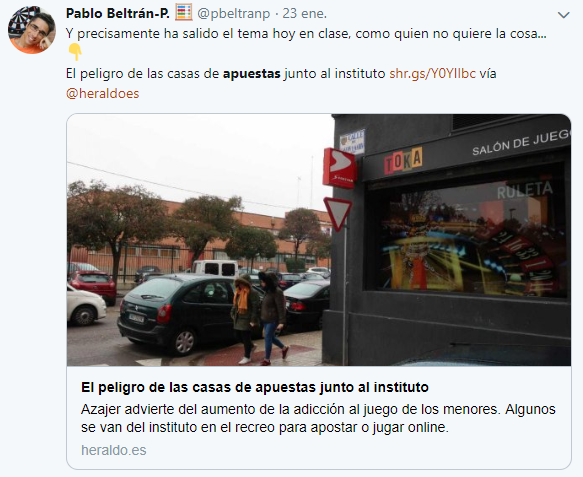 Pablo Beltrán-P. 🧮 @pbeltranp · 23 ene.
Y precisamente ha salido el tema hoy en clase, como quien no quiere la cosa...
👇
El peligro de las casas de apuestas junto al instituto shr.gs/Y0YIlbc vía
@heraldoes
CALLE
TOKA
SALÓN DE JUEG
RULETA
El peligro de las casas de apuestas junto al instituto
Azajer advierte del aumento de la adicción al juego de los menores. Algunos
se van del instituto en el recreo para apostar o jugar online.
heraldo.es